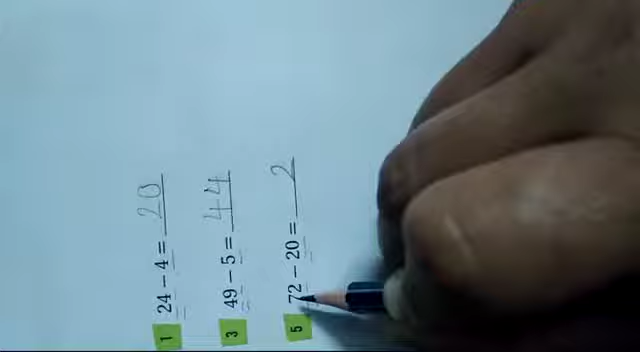 1 24 - 4 = 20
3 49 - 5 = 44
5 72 - 20 = 2